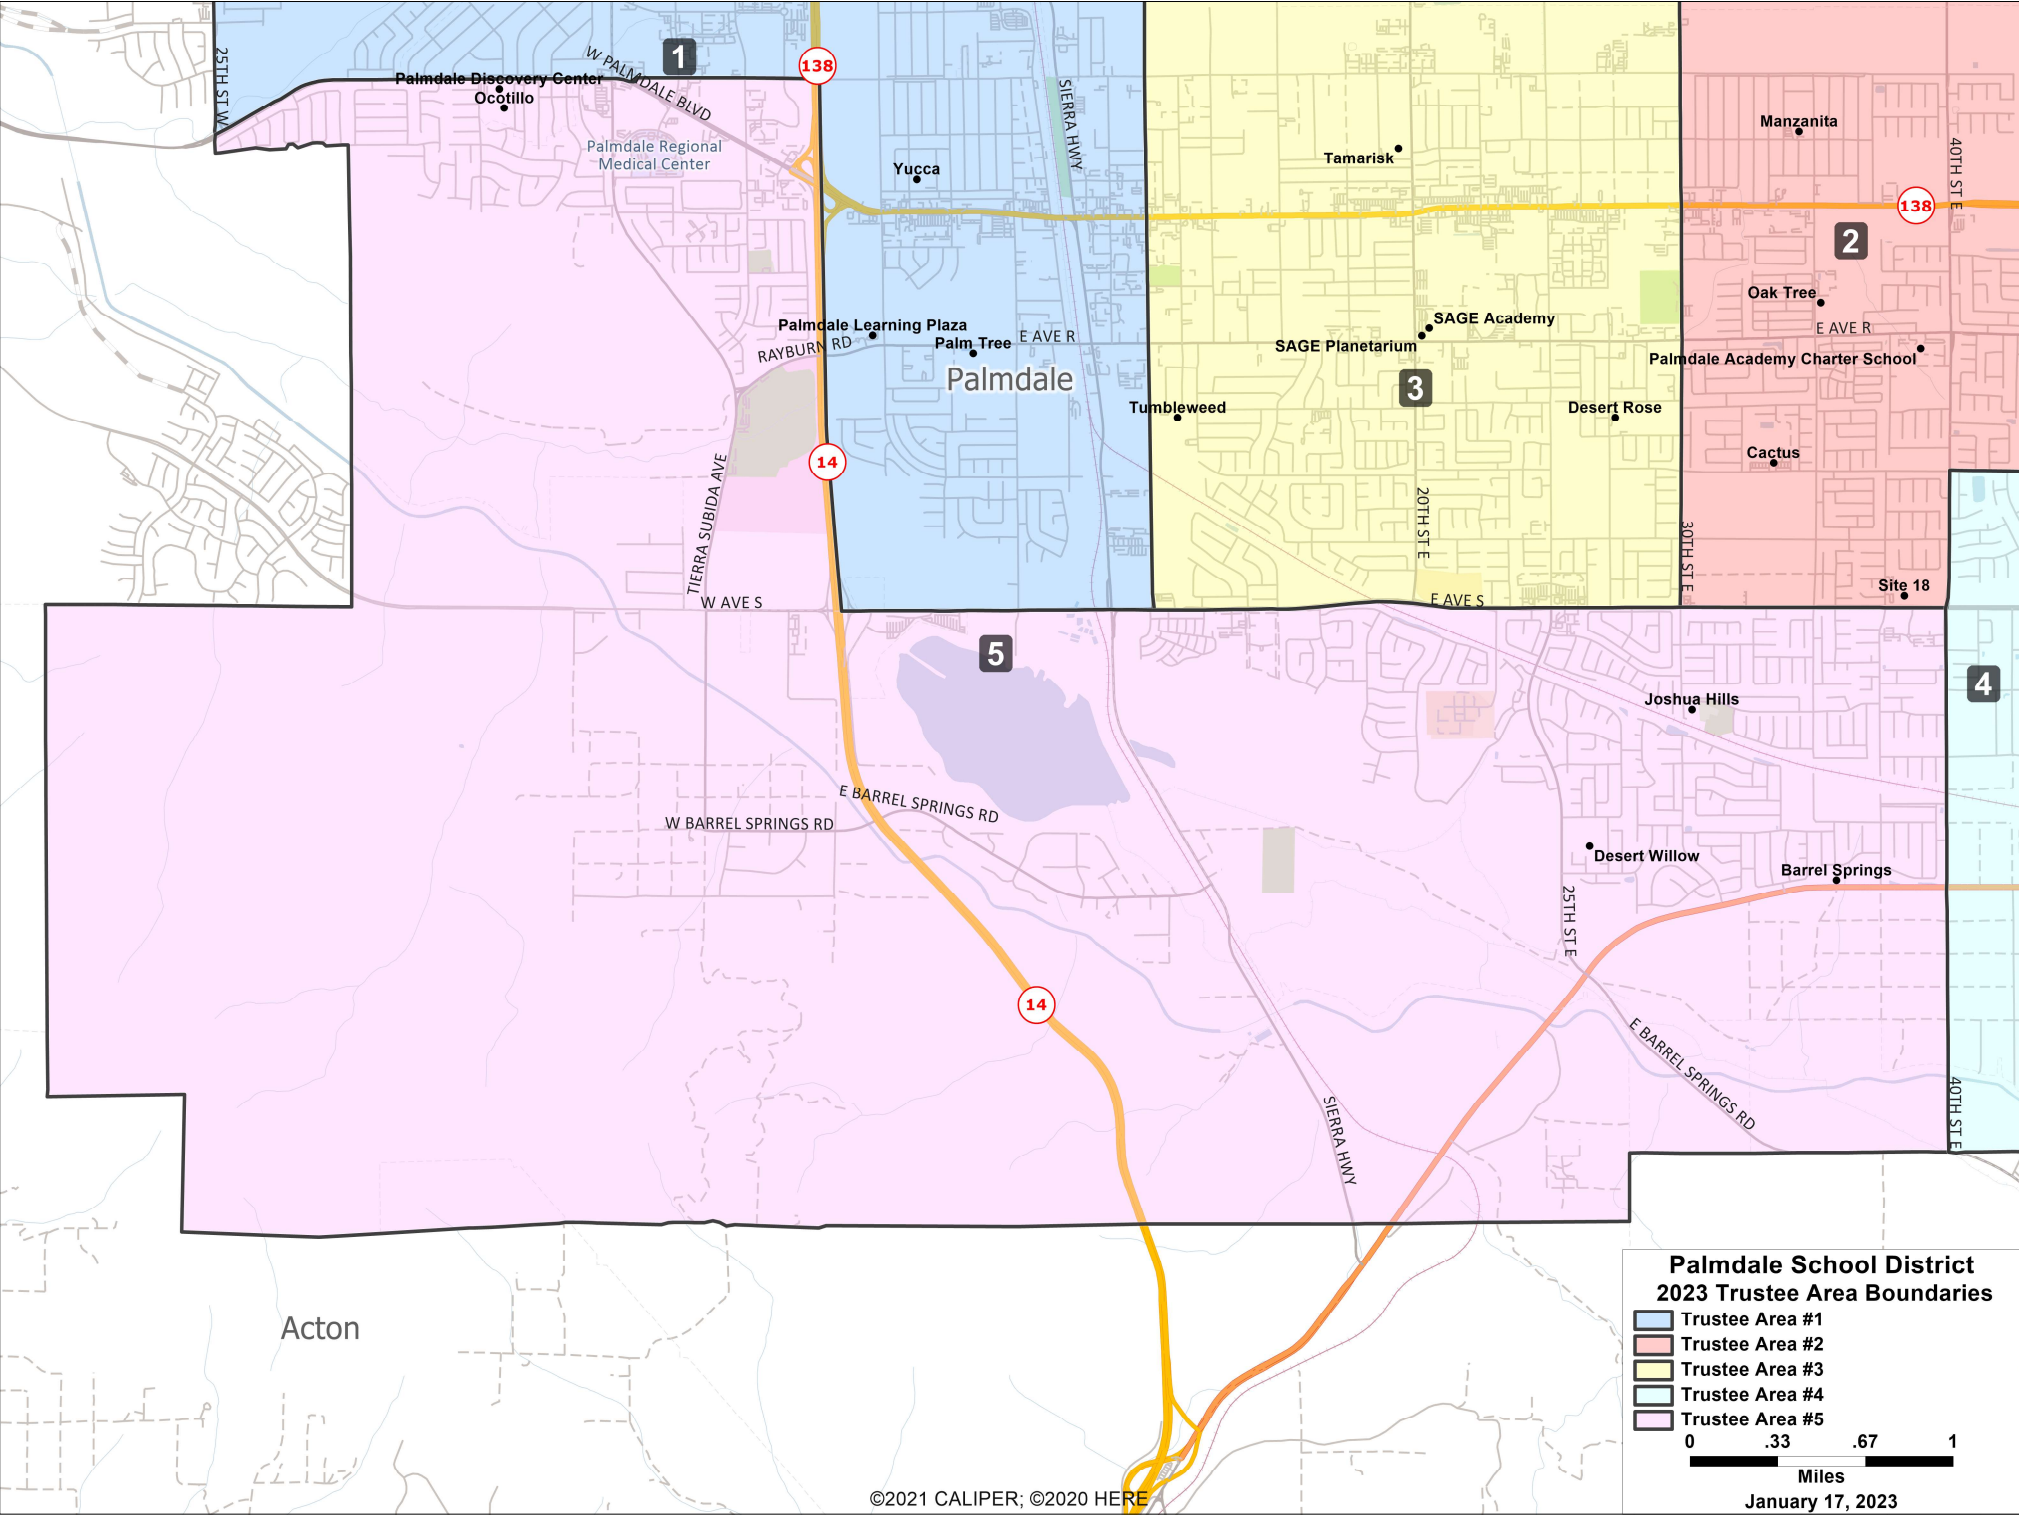 25TH ST W
1
138
W PALMDALE BLVD
Palmdale Discovery Center
Ocotillo
SIERRA HWY
Palmdale Regional
Medical Center
Yucca
Tamarisk
Manzanita
40TH ST E
138
2
Oak Tree
E AVE R
Palmdale Academy Charter School
SAGE Academy
SAGE Planetarium
Palmdale Learning Plaza
RAYBURN RD
Palm Tree
E AVE R
Palmdale
3
Tumbleweed
Desert Rose
Cactus
14
TIERRA SUBIDA AVE
20TH ST E
30TH ST E
Site 18
W AVE S
E AVE S
5
4
Joshua Hills
E BARREL SPRINGS RD
W BARREL SPRINGS RD
Desert Willow
Barrel Springs
25TH ST E
14
E BARREL SPRINGS RD
40TH ST E
SIERRA HWY
Acton
Palmdale School District
2023 Trustee Area Boundaries
Trustee Area #1
Trustee Area #2
Trustee Area #3
Trustee Area #4
Trustee Area #5
0 .33 .67 1
Miles
January 17, 2023
©2021 CALIPER; ©2020 HERE